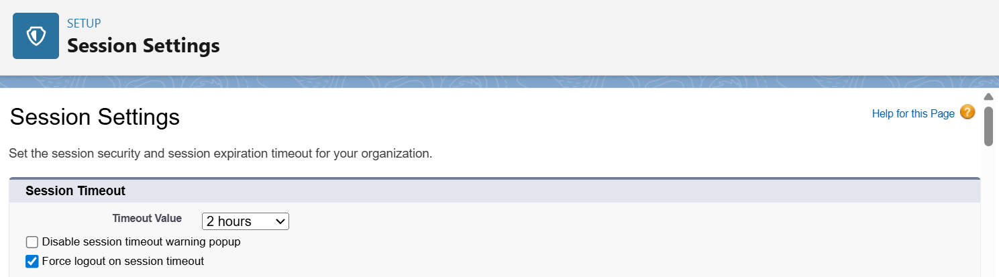 SETUP
Session Settings
Session Settings
Help for this Page ?
Set the session security and session expiration timeout for your organization.
Session Timeout
Timeout Value 2 hours
Disable session timeout warning popup
Force logout on session timeout